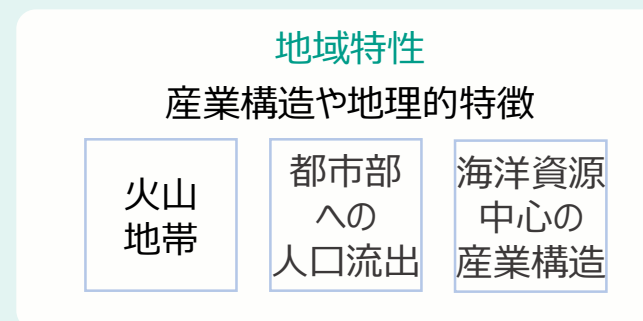 地域特性
産業構造や地理的特徴
火山
地帯
都市部
への
人口流出
海洋資源
中心の
産業構造